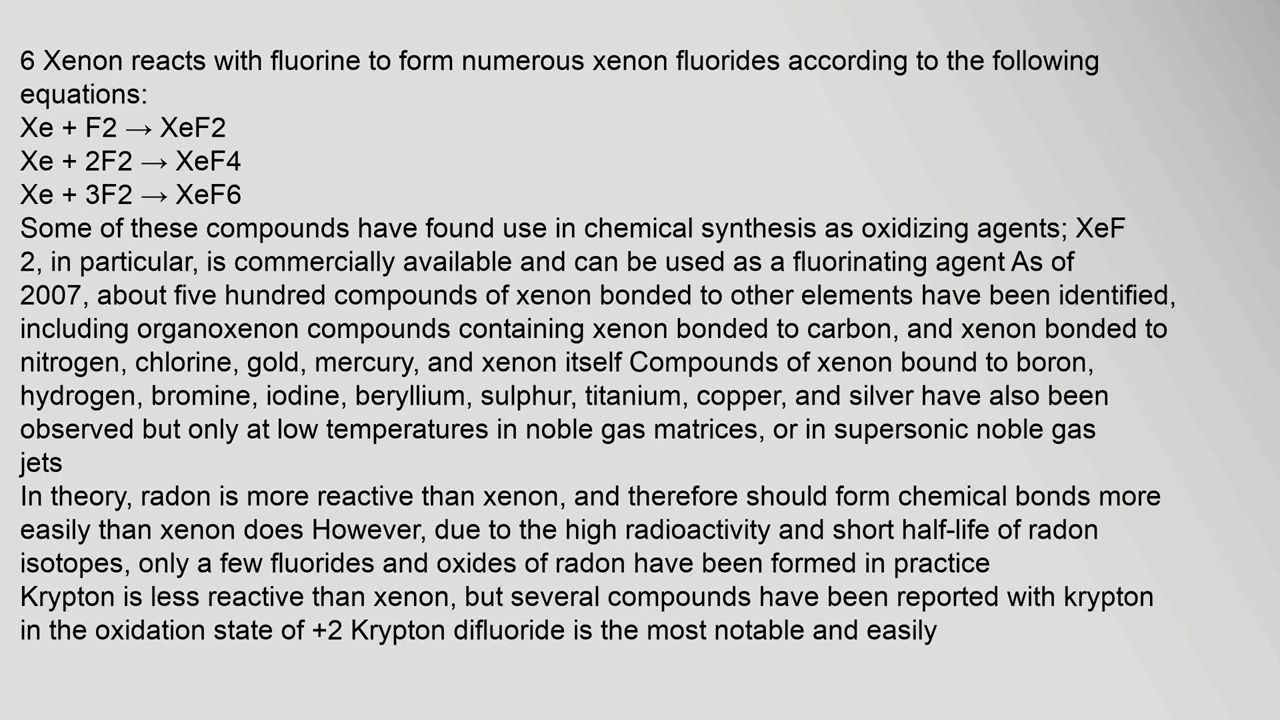 6 Xenon reacts with fluorine to form numerous xenon fluorides according to the following
equations:
Xe + F2 → XeF2
Xe + 2F2 → XeF4
Xe + 3F2 → XeF6
Some of these compounds have found use in chemical synthesis as oxidizing agents; XeF
2, in particular, is commercially available and can be used as a fluorinating agent As of
2007, about five hundred compounds of xenon bonded to other elements have been identified,
including organoxenon compounds containing xenon bonded to carbon, and xenon bonded to
nitrogen, chlorine, gold, mercury, and xenon itself Compounds of xenon bound to boron,
hydrogen, bromine, iodine, beryllium, sulphur, titanium, copper, and silver have also been
observed but only at low temperatures in noble gas matrices, or in supersonic noble gas
jets
In theory, radon is more reactive than xenon, and therefore should form chemical bonds more
easily than xenon does However, due to the high radioactivity and short half-life of radon
isotopes, only a few fluorides and oxides of radon have been formed in practice
Krypton is less reactive than xenon, but several compounds have been reported with krypton
in the oxidation state of +2 Krypton difluoride is the most notable and easily